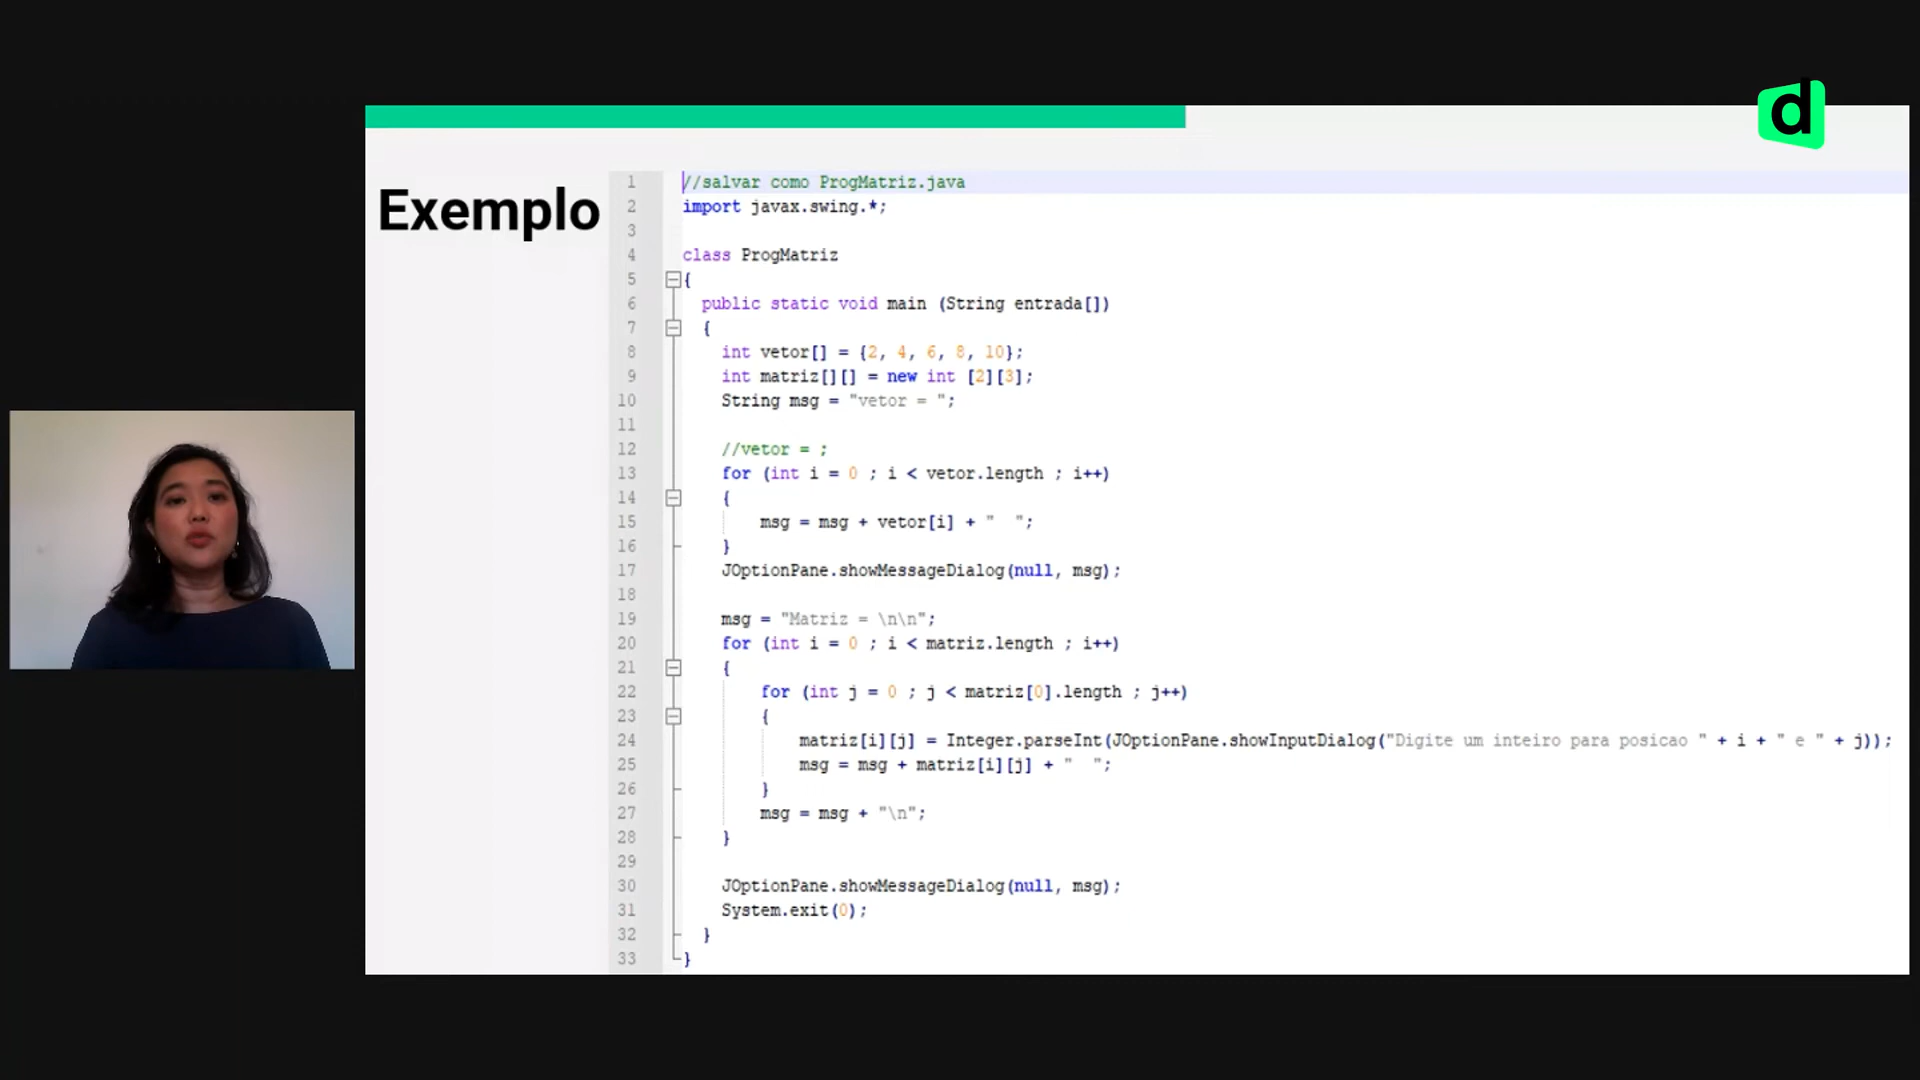 d
Exemplo
1 //salvar como ProgMatriz.java
2 import javax.swing.*;
3
4 class ProgMatriz
5 {
6 public static void main (String entrada[])
7 {
8 int vetor[] = {2, 4, 6, 8, 10};
9 int matriz[][] = new int [2][3];
10 String msg = "vetor = ";
11
12 //vetor = ;
13 for (int i = 0 ; i < vetor.length ; i++)
14 {
15 msg = msg + vetor[i] + "  ";
16 }
17 JOptionPane.showMessageDialog(null, msg);
18
19 msg = "Matriz = \n\n";
20 for (int i = 0 ; i < matriz.length ; i++)
21 {
22 for (int j = 0 ; j < matriz[0].length ; j++)
23 {
24 matriz[i][j] = Integer.parseInt(JOptionPane.showInputDialog("Digite um inteiro para posicao " + i + " e " + j));
25 msg = msg + matriz[i][j] + "  ";
26 }
27 msg = msg + "\n";
28 }
29
30 JOptionPane.showMessageDialog(null, msg);
31 System.exit(0);
32 }
33 }